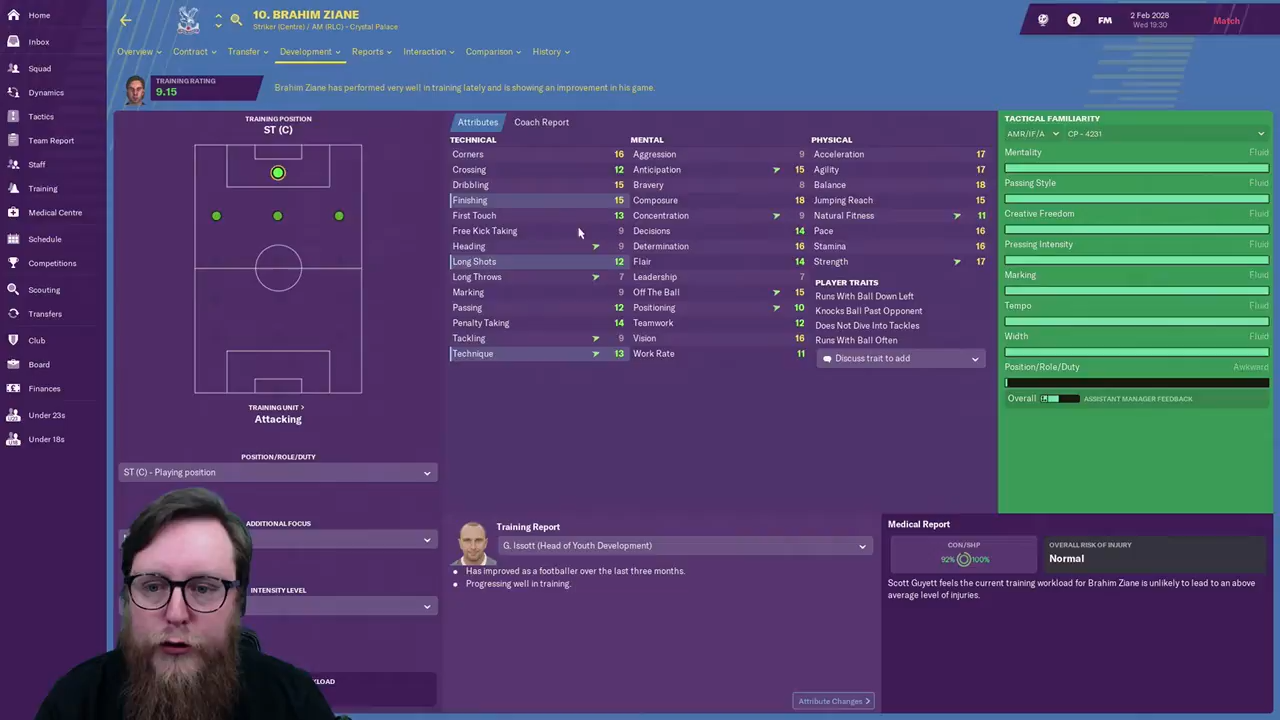 Home
Inbox
Squad
Dynamics
Tactics
Team Report
Staff
Training
Medical Centre
Schedule
Competitions
Scouting
Transfers
Club
Board
Finances
Under 23s
Under 18s
10. BRAHIM ZIANE
Striker (Centre) / AM (RLC) - Crystal Palace
FM
2 Feb 2028
Wed 19:30
Match
Overview
Contract
Transfer
Development
Reports
Interaction
Comparison
History
TRAINING RATING
9.15
Brahim Ziane has performed very well in training lately and is showing an improvement in his game.
TRAINING POSITION
ST (C)
TRAINING UNIT >
Attacking
POSITION/ROLE/DUTY
ST (C) - Playing position
ADDITIONAL FOCUS
INTENSITY LEVEL
Attributes
Coach Report
TECHNICAL
Corners 16
Crossing 12
Dribbling 15
Finishing 15
First Touch 13
Free Kick Taking 9
Heading 9
Long Shots 12
Long Throws 7
Marking 9
Passing 12
Penalty Taking 14
Tackling 9
Technique 13
MENTAL
Aggression 9
Anticipation 15
Bravery 8
Composure 18
Concentration 9
Decisions 14
Determination 16
Flair 14
Leadership 7
Off The Ball 15
Positioning 10
Teamwork 12
Vision 16
Work Rate 11
PHYSICAL
Acceleration 17
Agility 17
Balance 18
Jumping Reach 15
Natural Fitness 11
Pace 16
Stamina 16
Strength 17
PLAYER TRAITS
Runs With Ball Down Left
Knocks Ball Past Opponent
Does Not Dive Into Tackles
Runs With Ball Often
Discuss trait to add
TACTICAL FAMILIARITY
AMR/IF/A
CP - 4231
Mentality Fluid
Passing Style Fluid
Creative Freedom Fluid
Pressing Intensity Fluid
Marking Fluid
Tempo Fluid
Width Fluid
Position/Role/Duty Awkward
Overall ASSISTANT MANAGER FEEDBACK
Training Report
G. Issott (Head of Youth Development)
Has improved as a footballer over the last three months.
Progressing well in training.
Attribute Changes >
Medical Report
CON/SHP
92% 100%
OVERALL RISK OF INJURY
Normal
Scott Guyett feels the current training workload for Brahim Ziane is unlikely to lead to an above
average level of injuries.